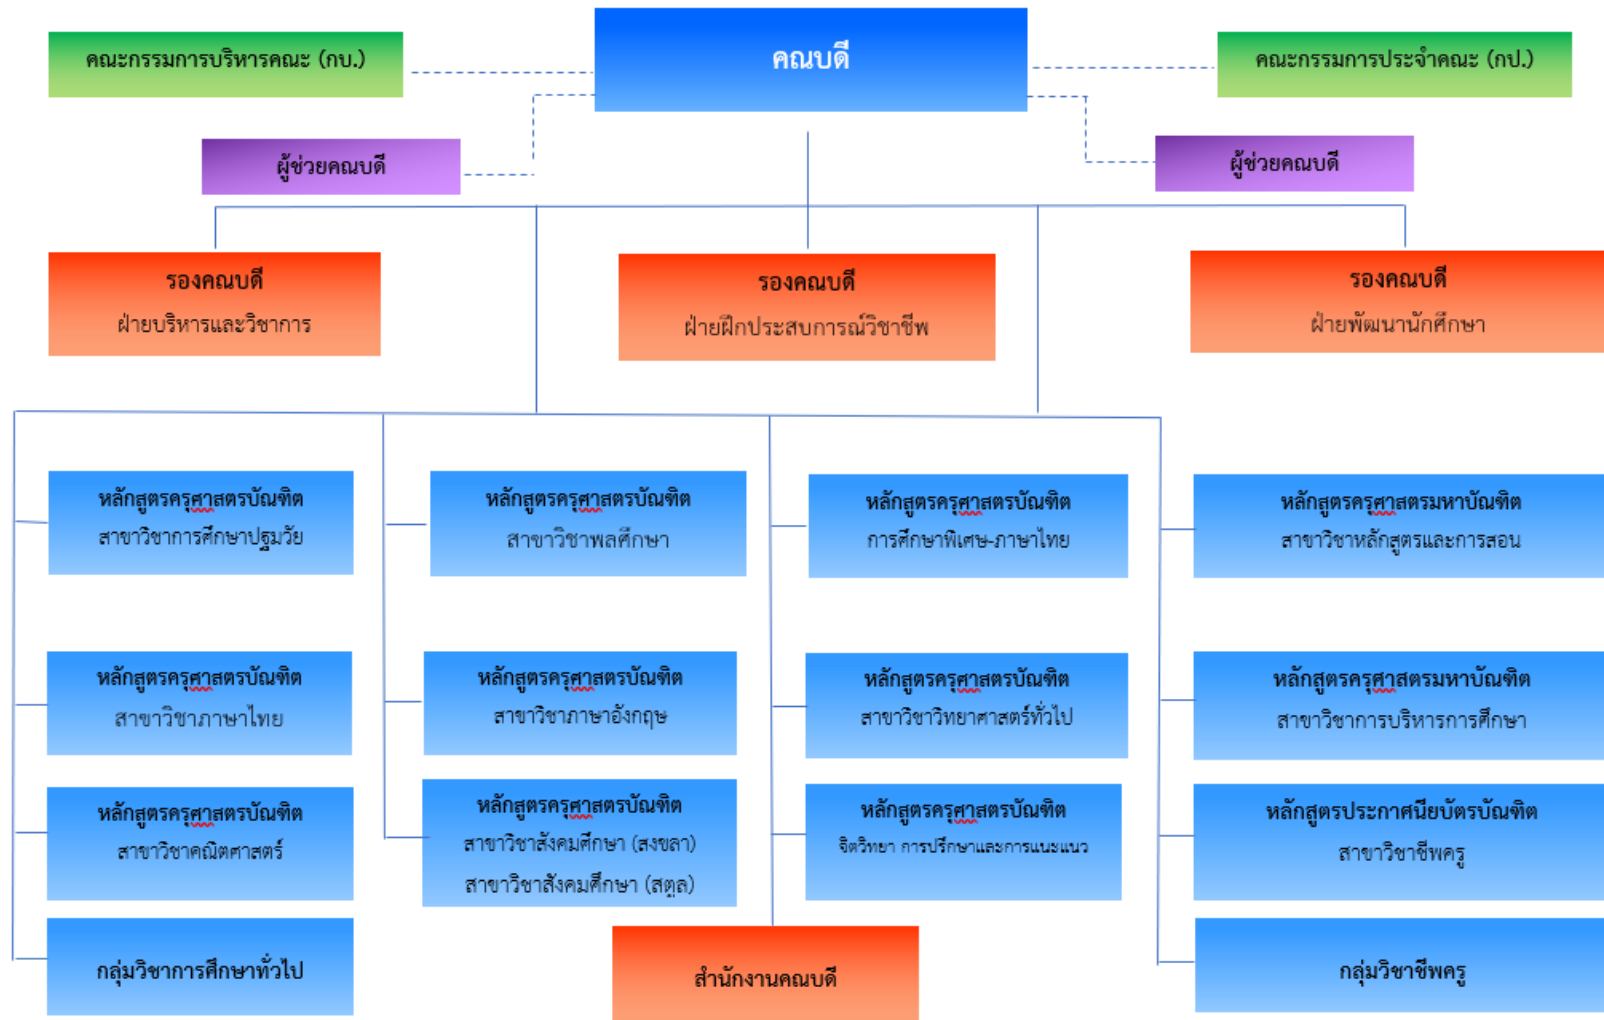 คณบดี
คณะกรรมการบริหารคณะ (กบ.)
คณะกรรมการประจำคณะ (กป.)
ผู้ช่วยคณบดี
ผู้ช่วยคณบดี
รองคณบดี
ฝ่ายบริหารและวิชาการ
รองคณบดี
ฝ่ายฝึกประสบการณ์วิชาชีพ
รองคณบดี
ฝ่ายพัฒนานักศึกษา
หลักสูตรครุศาสตรบัณฑิต
สาขาวิชาการศึกษาปฐมวัย
หลักสูตรครุศาสตรบัณฑิต
สาขาวิชาพลศึกษา
หลักสูตรครุศาสตรบัณฑิต
การศึกษาพิเศษ-ภาษาไทย
หลักสูตรครุศาสตรมหาบัณฑิต
สาขาวิชาหลักสูตรและการสอน
หลักสูตรครุศาสตรบัณฑิต
สาขาวิชาภาษาไทย
หลักสูตรครุศาสตรบัณฑิต
สาขาวิชาภาษาอังกฤษ
หลักสูตรครุศาสตรบัณฑิต
สาขาวิชาวิทยาศาสตร์ทั่วไป
หลักสูตรครุศาสตรมหาบัณฑิต
สาขาวิชาการบริหารการศึกษา
หลักสูตรครุศาสตรบัณฑิต
สาขาวิชาคณิตศาสตร์
หลักสูตรครุศาสตรบัณฑิต
สาขาวิชาสังคมศึกษา (สงขลา)
สาขาวิชาสังคมศึกษา (สตูล)
หลักสูตรครุศาสตรบัณฑิต
จิตวิทยา การปรึกษาและการแนะแนว
หลักสูตรประกาศนียบัตรบัณฑิต
สาขาวิชาชีพครู
กลุ่มวิชาการศึกษาทั่วไป
สำนักงานคณบดี
กลุ่มวิชาชีพครู